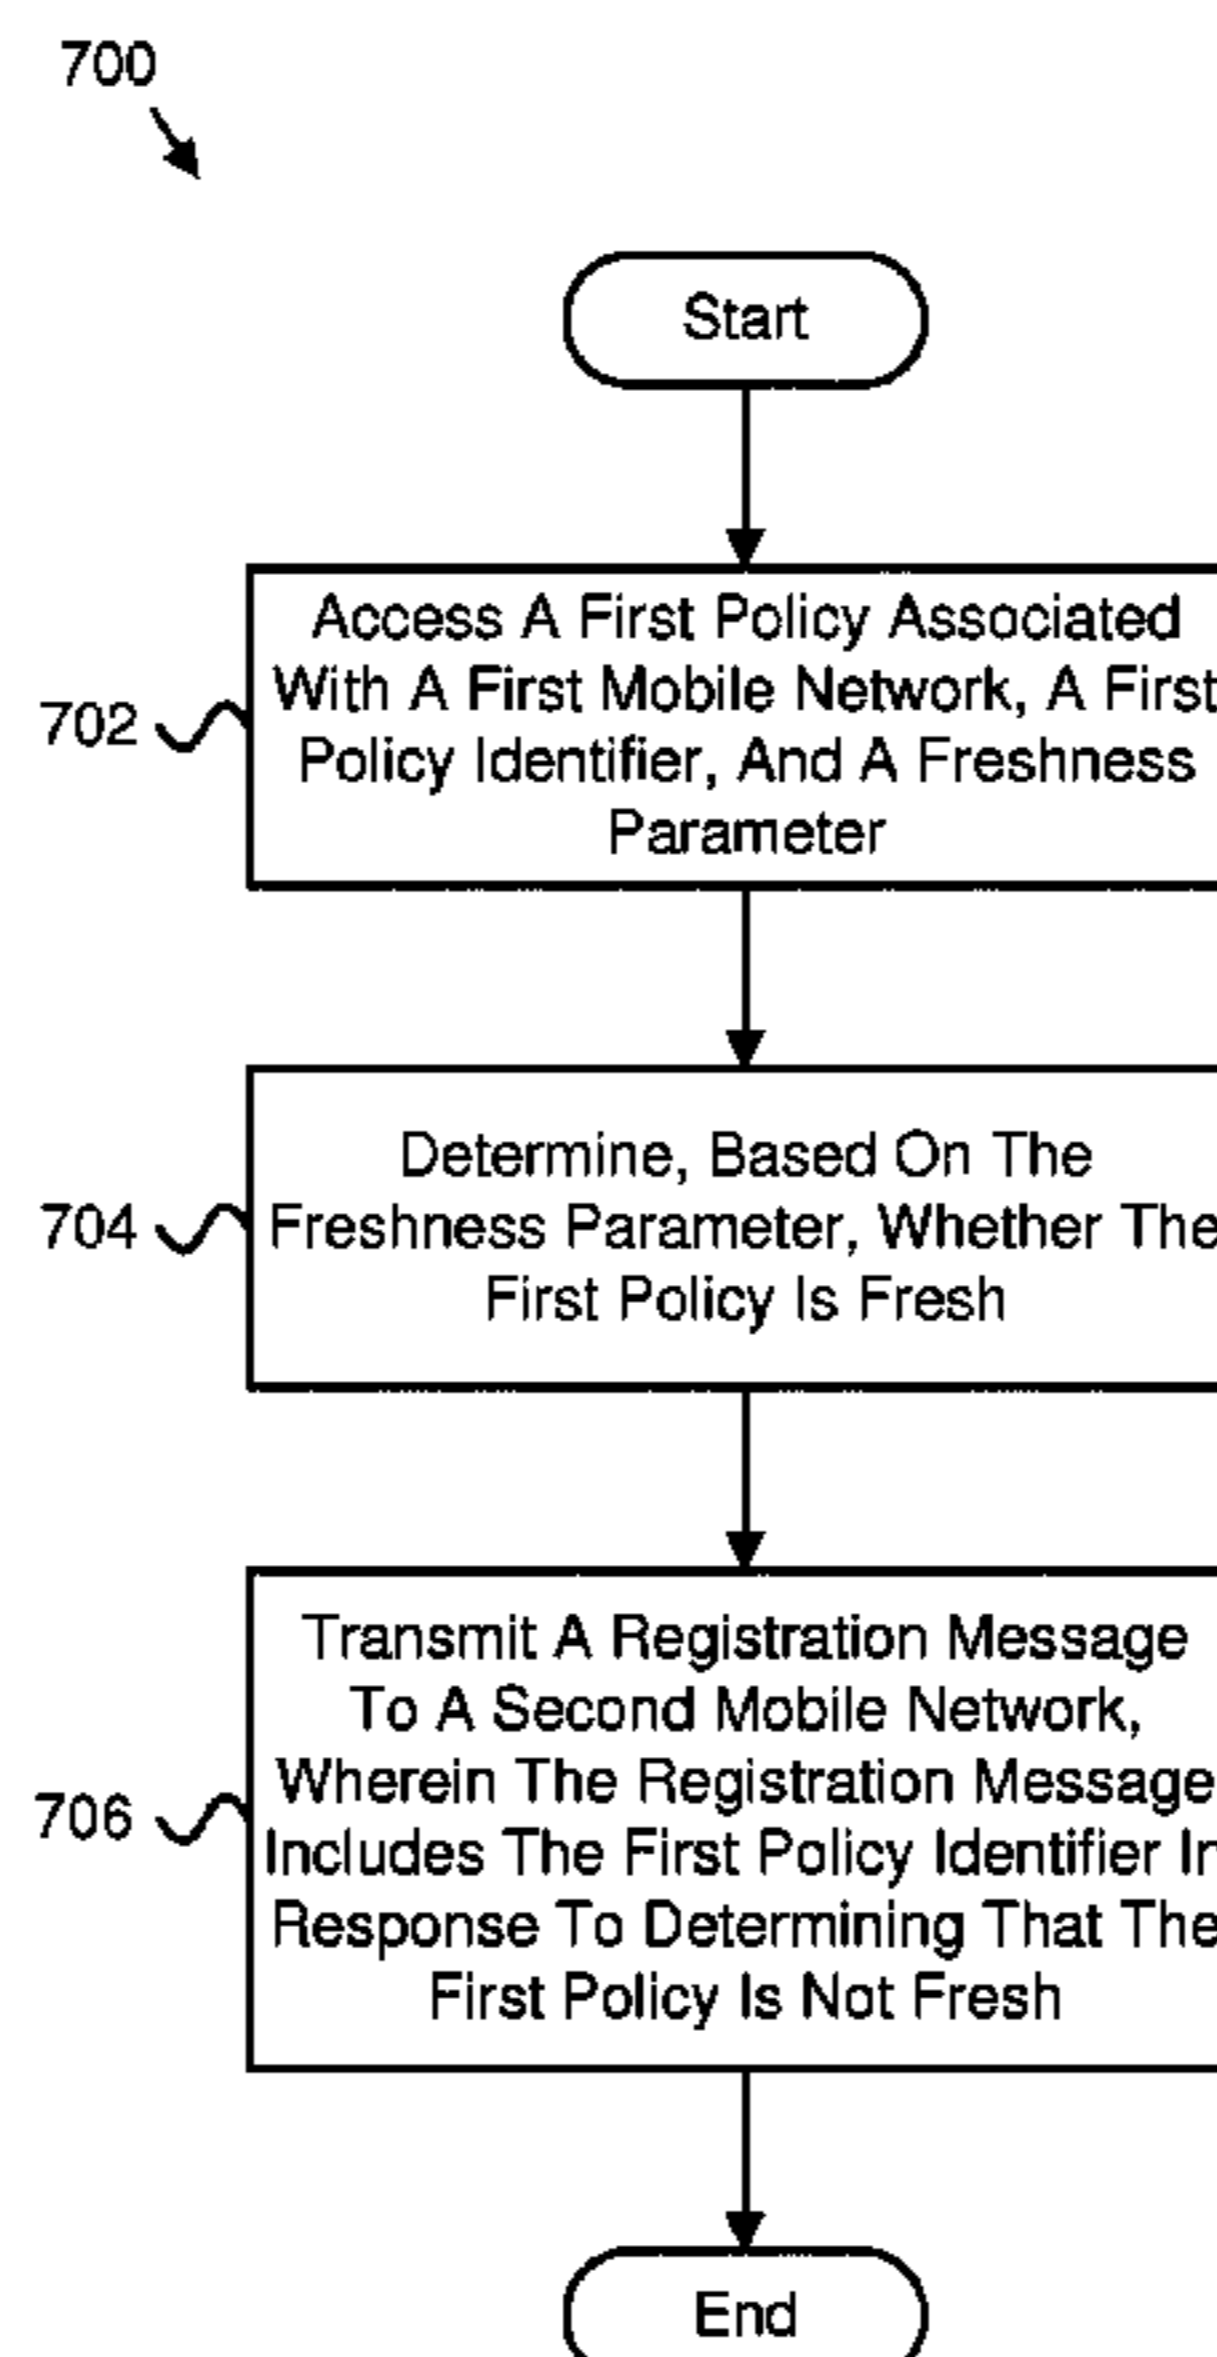 700
Start
Access A First Policy Associated
With A First Mobile Network, A First
Policy Identifier, And A Freshness
Parameter
702
Determine, Based On The
Freshness Parameter, Whether The
First Policy Is Fresh
704
Transmit A Registration Message
To A Second Mobile Network,
Wherein The Registration Message
Includes The First Policy Identifier In
Response To Determining That The
First Policy Is Not Fresh
706
End